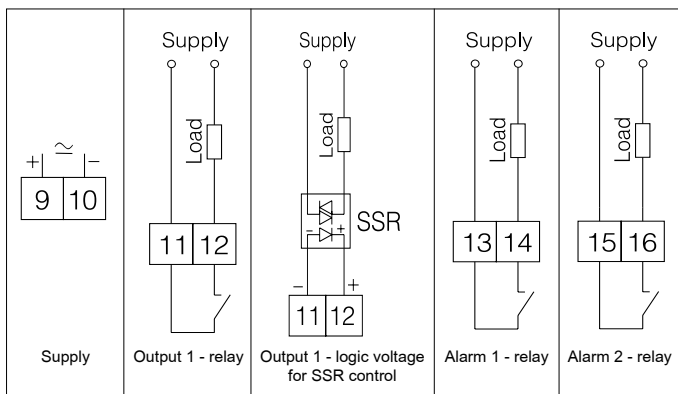 + ≃ −
9 10
Supply
Supply
Load
11 12
Output 1 - relay
Supply
Load
SSR
- +
− +
11 12
Output 1 - logic voltage
for SSR control
Supply
Load
13 14
Alarm 1 - relay
Supply
Load
15 16
Alarm 2 - relay